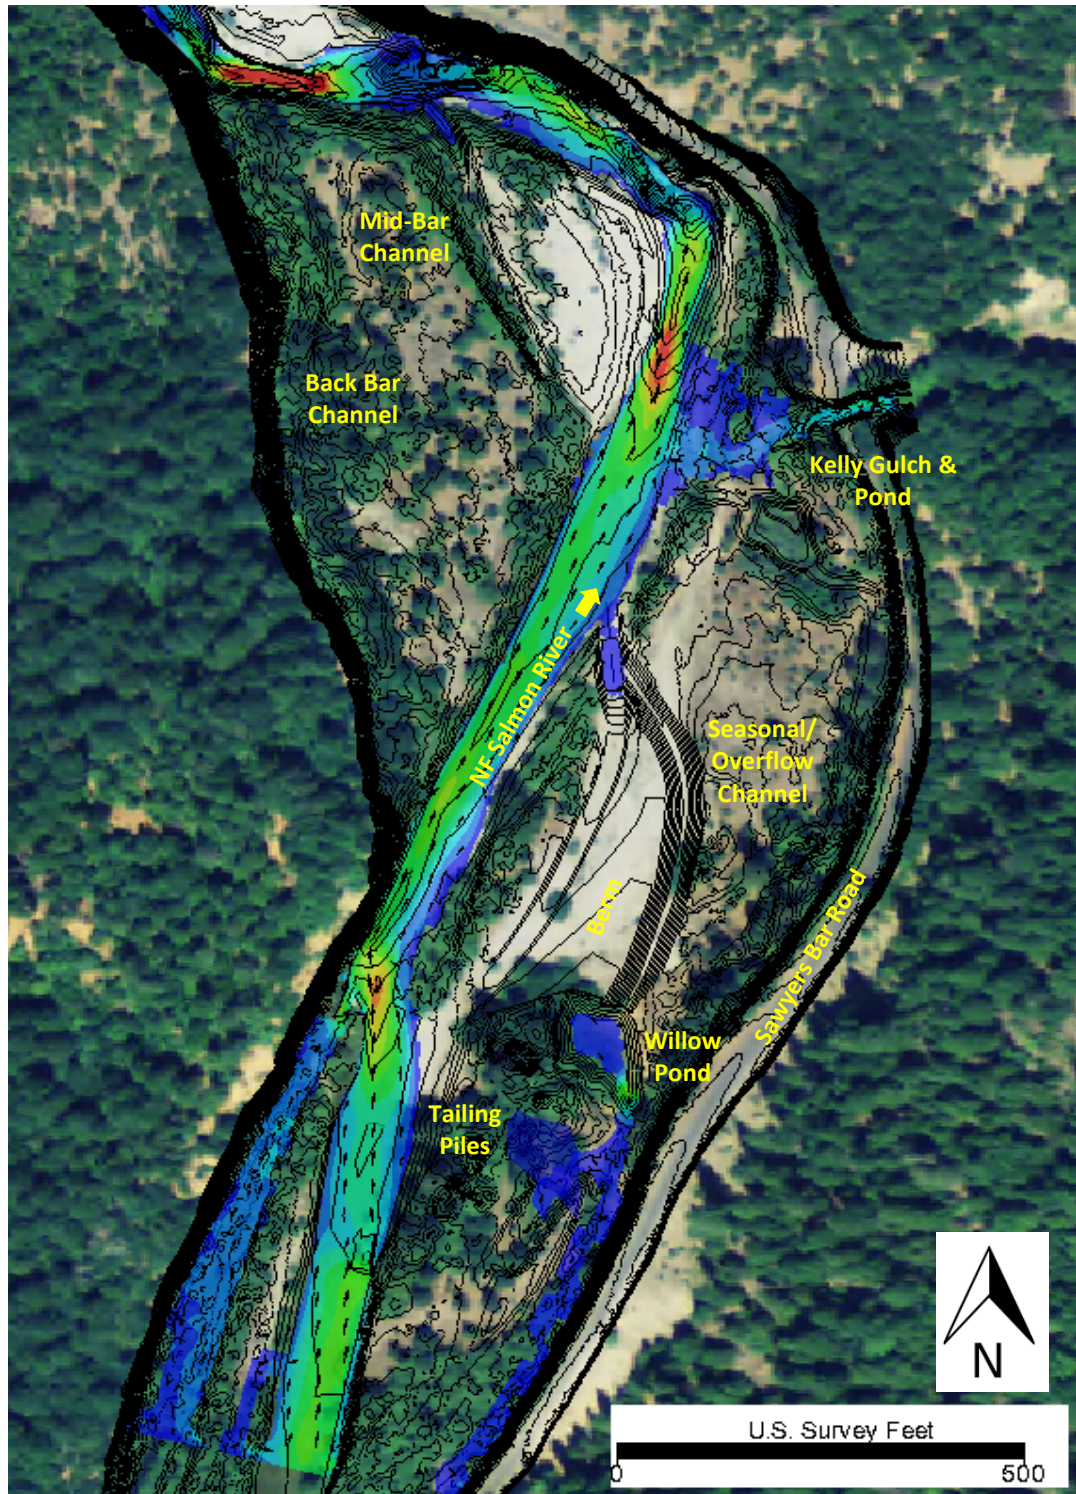 Mid-Bar
Channel
Back Bar
Channel
Kelly Gulch &
Pond
NF Salmon River
Seasonal/
Overflow
Channel
Berm
Sawyers Bar Road
Willow
Pond
Tailing
Piles
N
U.S. Survey Feet
0
500